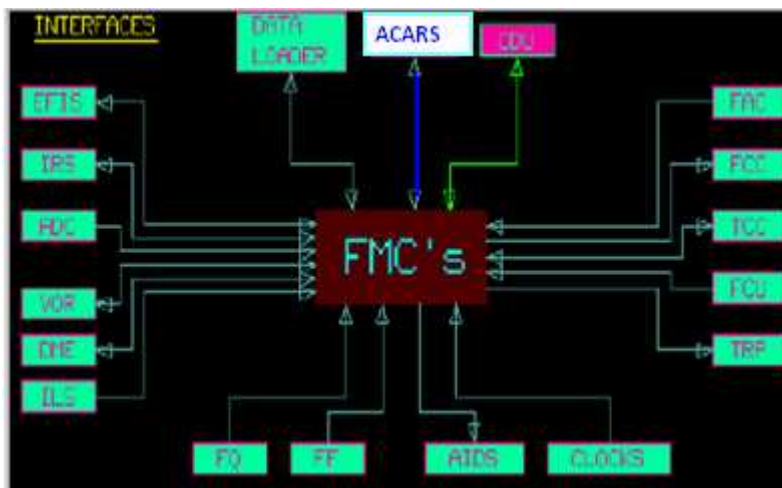 INTERFACES
DATA
LOADER
ACARS
CDU
EFIS
FAC
IRS
FCC
ADC
TCC
FMC's
VOR
FCU
DME
TRP
ILS
FQ
FF
AIDS
CLOCKS